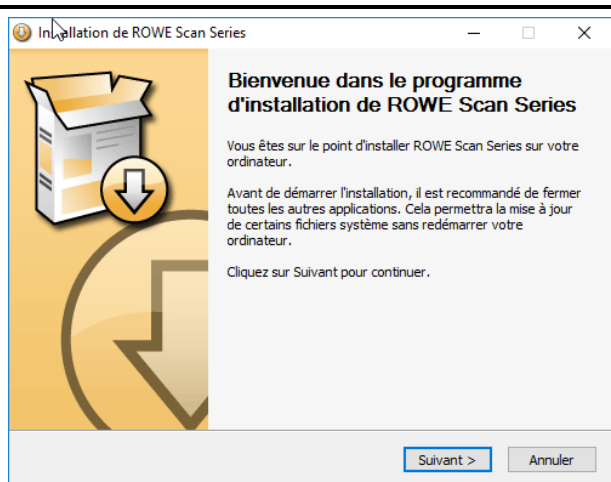 Installation de ROWE Scan Series
Bienvenue dans le programme
d'installation de ROWE Scan Series
Vous êtes sur le point d'installer ROWE Scan Series sur votre
ordinateur.
Avant de démarrer l'installation, il est recommandé de fermer
toutes les autres applications. Cela permettra la mise à jour
de certains fichiers système sans redémarrer votre
ordinateur.
Cliquez sur Suivant pour continuer.
Suivant >
Annuler